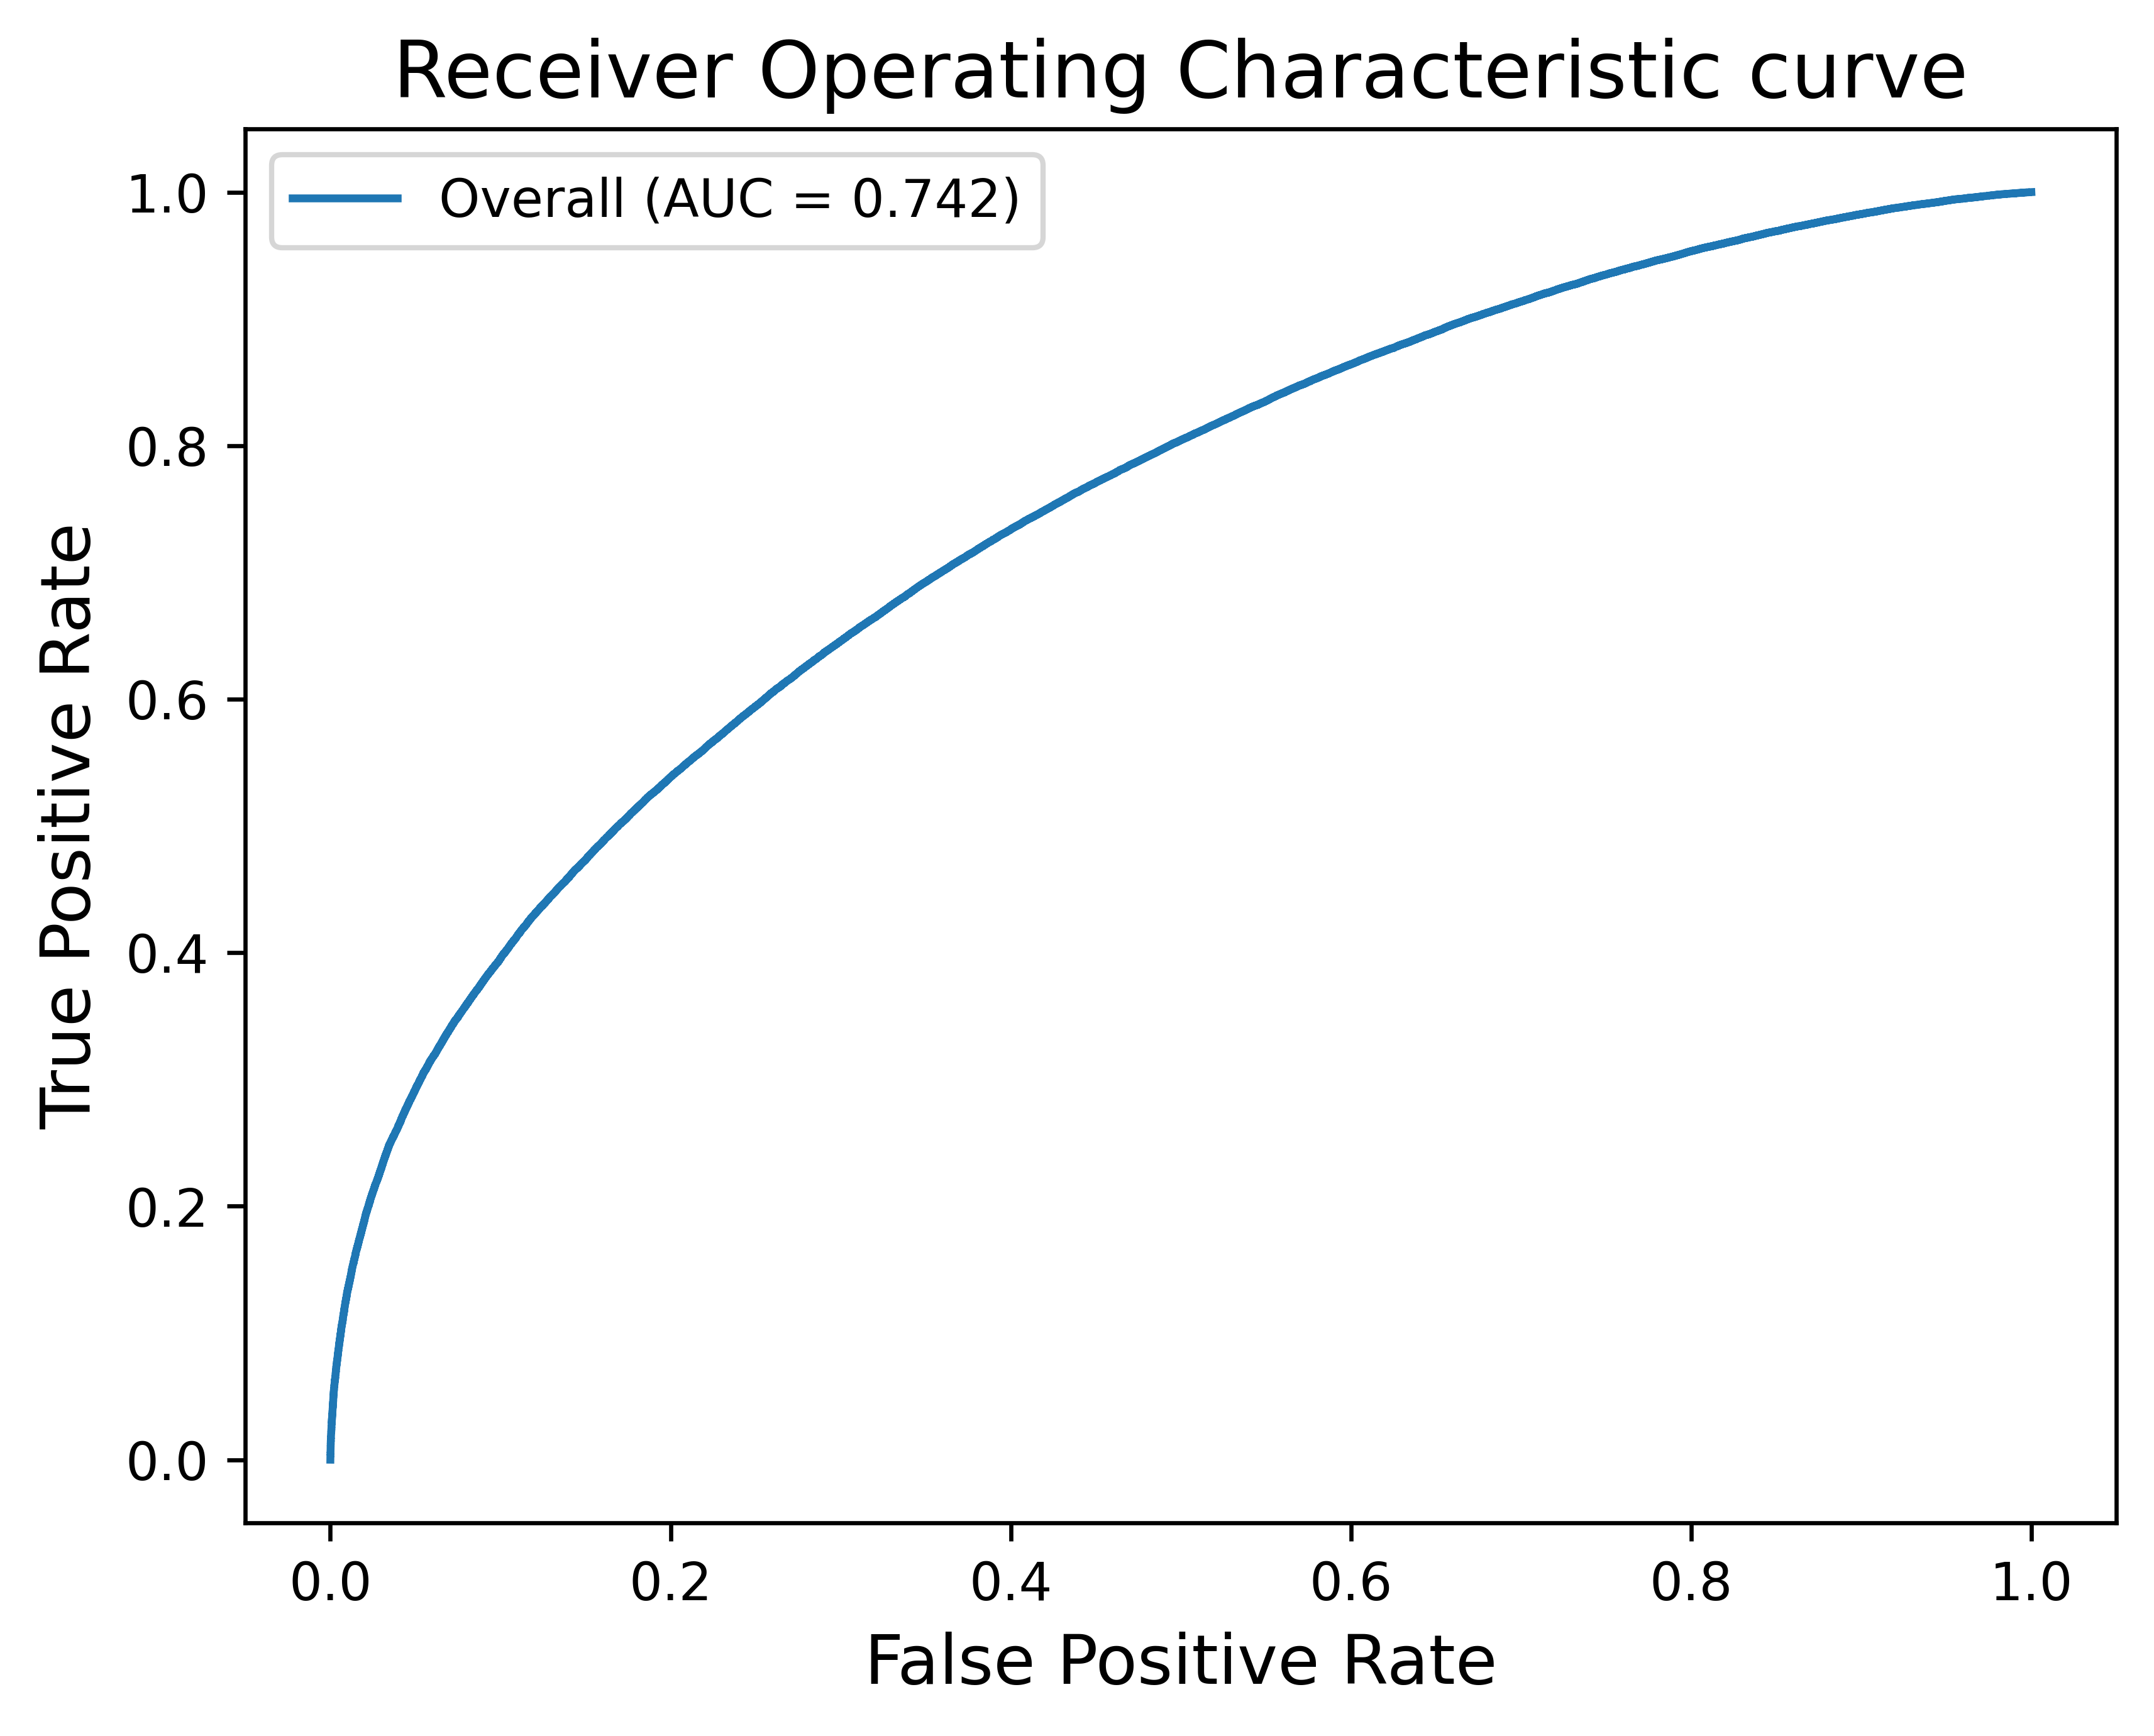 Receiver Operating Characteristic curve
Overall (AUC = 0.742)
True Positive Rate
1.0
0.8
0.6
0.4
0.2
0.0
0.0 0.2 0.4 0.6 0.8 1.0
False Positive Rate